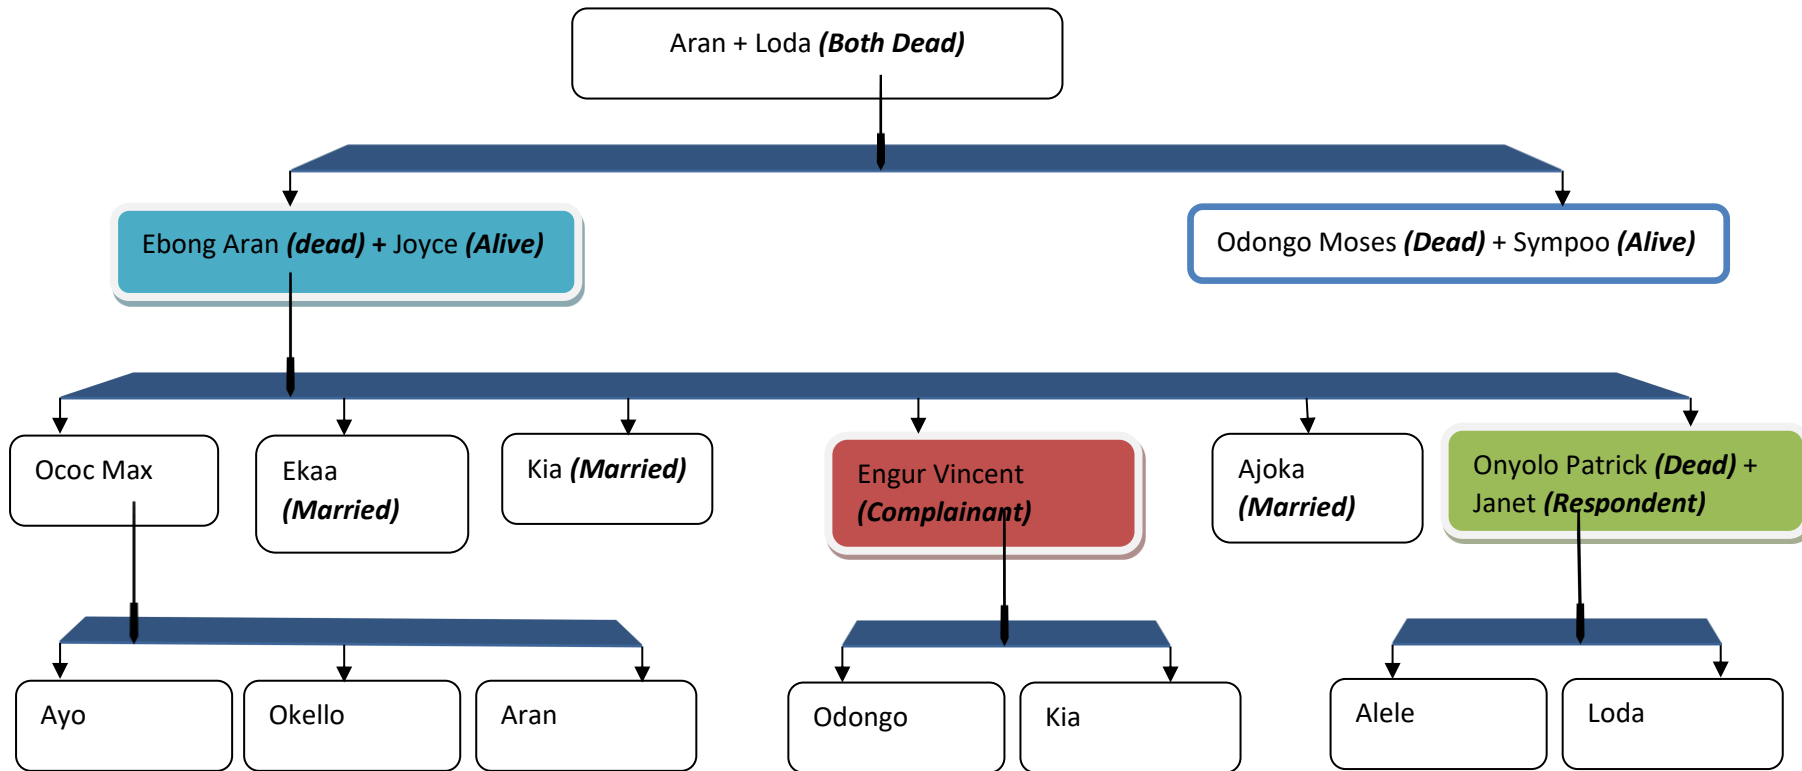 Aran + Loda (Both Dead)
Ebong Aran (dead) + Joyce (Alive)
Odongo Moses (Dead) + Sympoo (Alive)
Ococ Max
Ekaa
(Married)
Kia (Married)
Engur Vincent
(Complainant)
Ajoka
(Married)
Onyolo Patrick (Dead) +
Janet (Respondent)
Ayo
Okello
Aran
Odongo
Kia
Alele
Loda